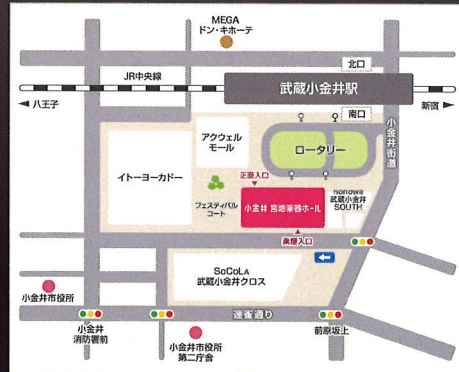 MEGA
ドン・キホーテ
北口
JR中央線
武蔵小金井駅
八王子
新宿
南口
小金井街道
アクウェル
モール
ロータリー
イトーヨーカドー
正面入口
フェスティバル
コート
小金井 宮地楽器ホール
nonowa
武蔵小金井
SOUTH
楽屋入口
SoCoLA
武蔵小金井クロス
小金井市役所
連雀通り
小金井
消防署前
小金井市役所
第二庁舎
前原坂上